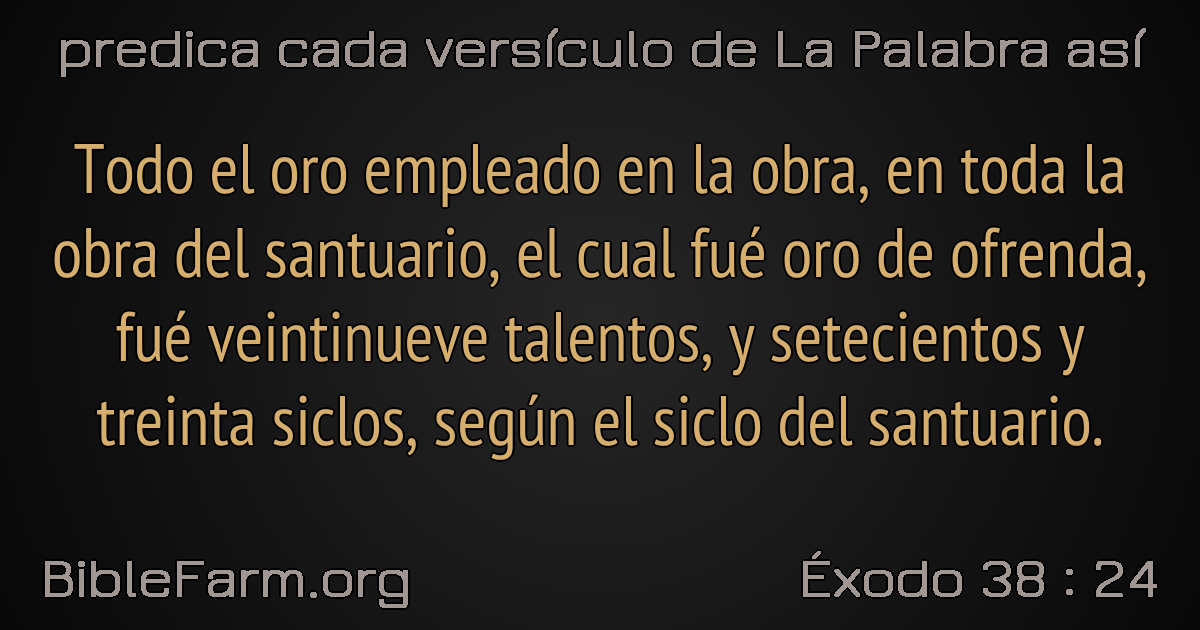 predica cada versículo de La Palabra así
Todo el oro empleado en la obra, en toda la
obra del santuario, el cual fué oro de ofrenda,
fué veintinueve talentos, y setecientos y
treinta siclos, según el siclo del santuario.
BibleFarm.org
Éxodo 38 : 24